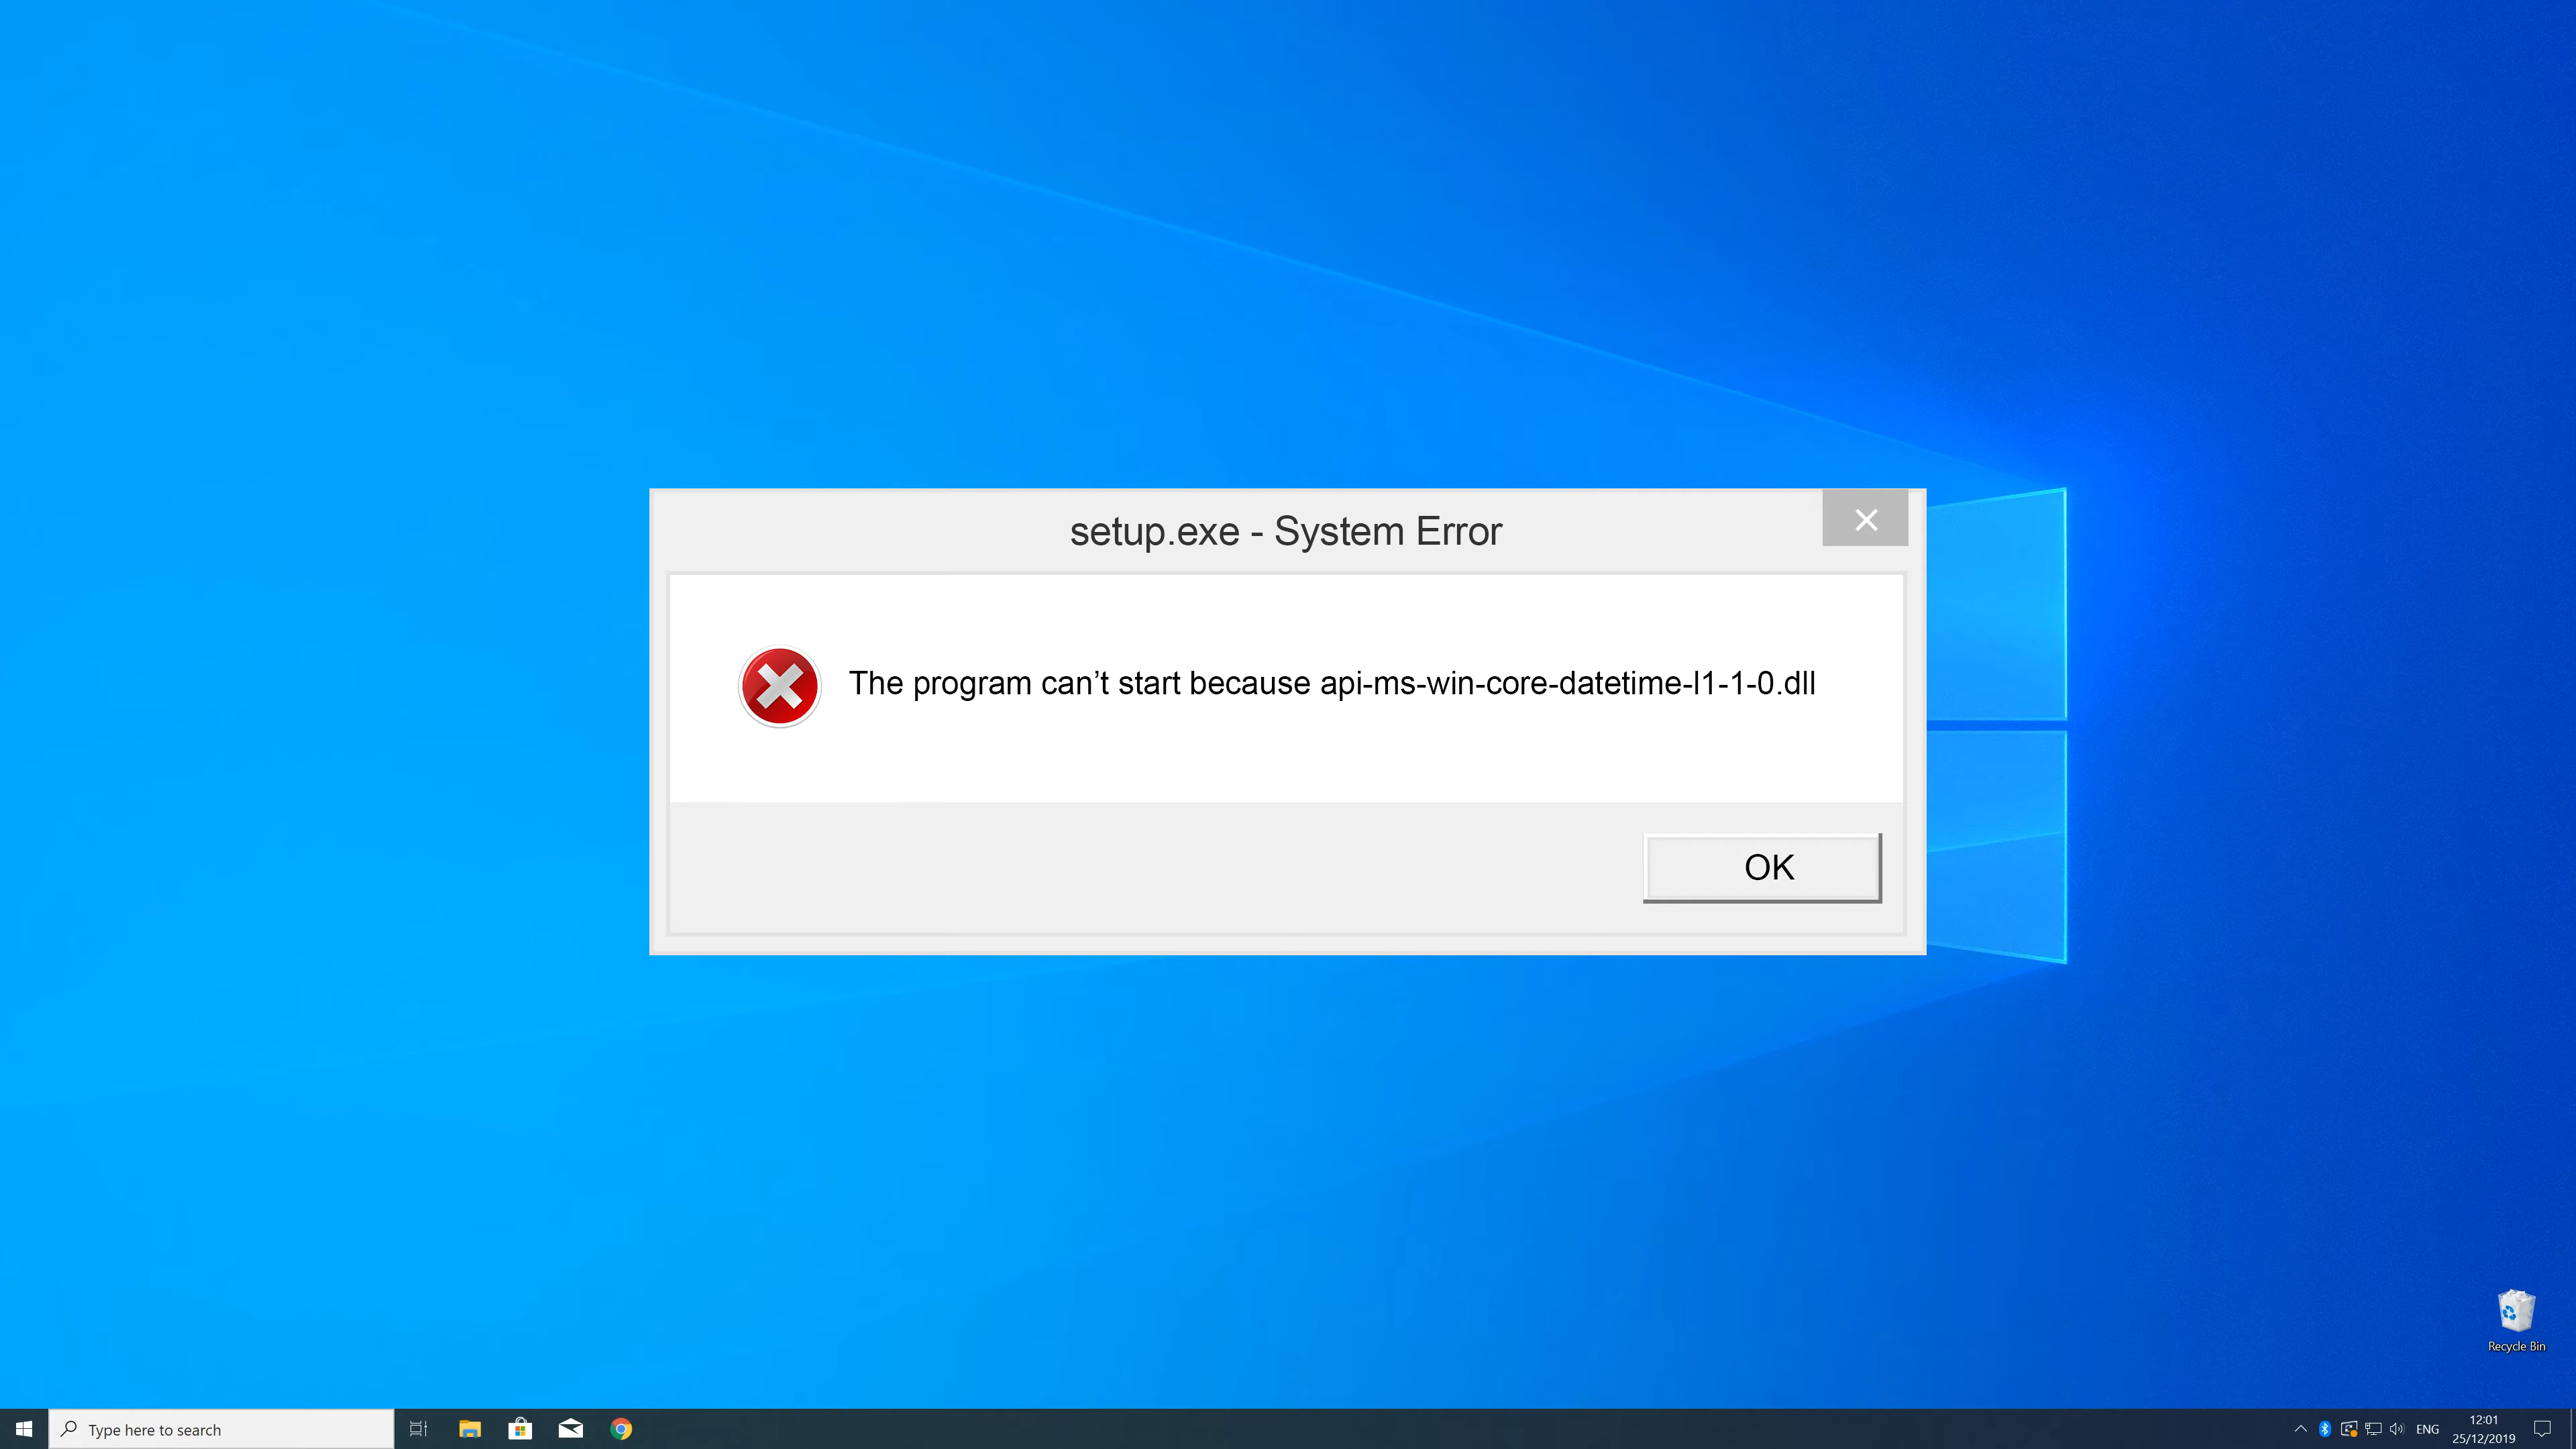 setup.exe - System Error
The program can’t start because api-ms-win-core-datetime-l1-1-0.dll
OK
Recycle Bin
Type here to search
ENG
12:01
25/12/2019